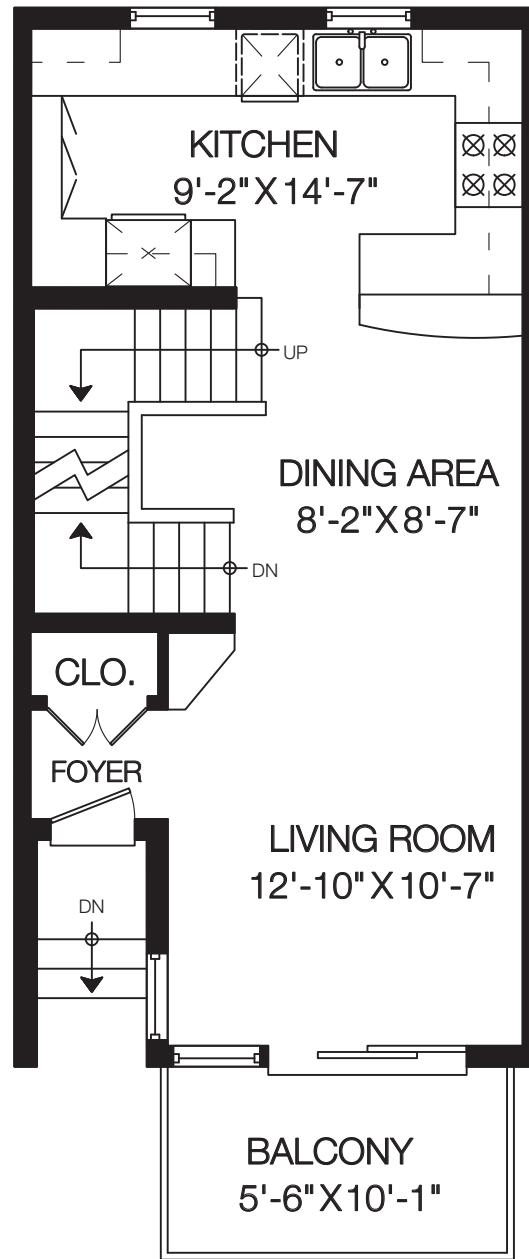 KITCHEN
9'-2"X14'-7"
UP
DINING AREA
8'-2"X8'-7"
DN
CLO.
FOYER
LIVING ROOM
12'-10"X10'-7"
DN
BALCONY
5'-6"X10'-1"